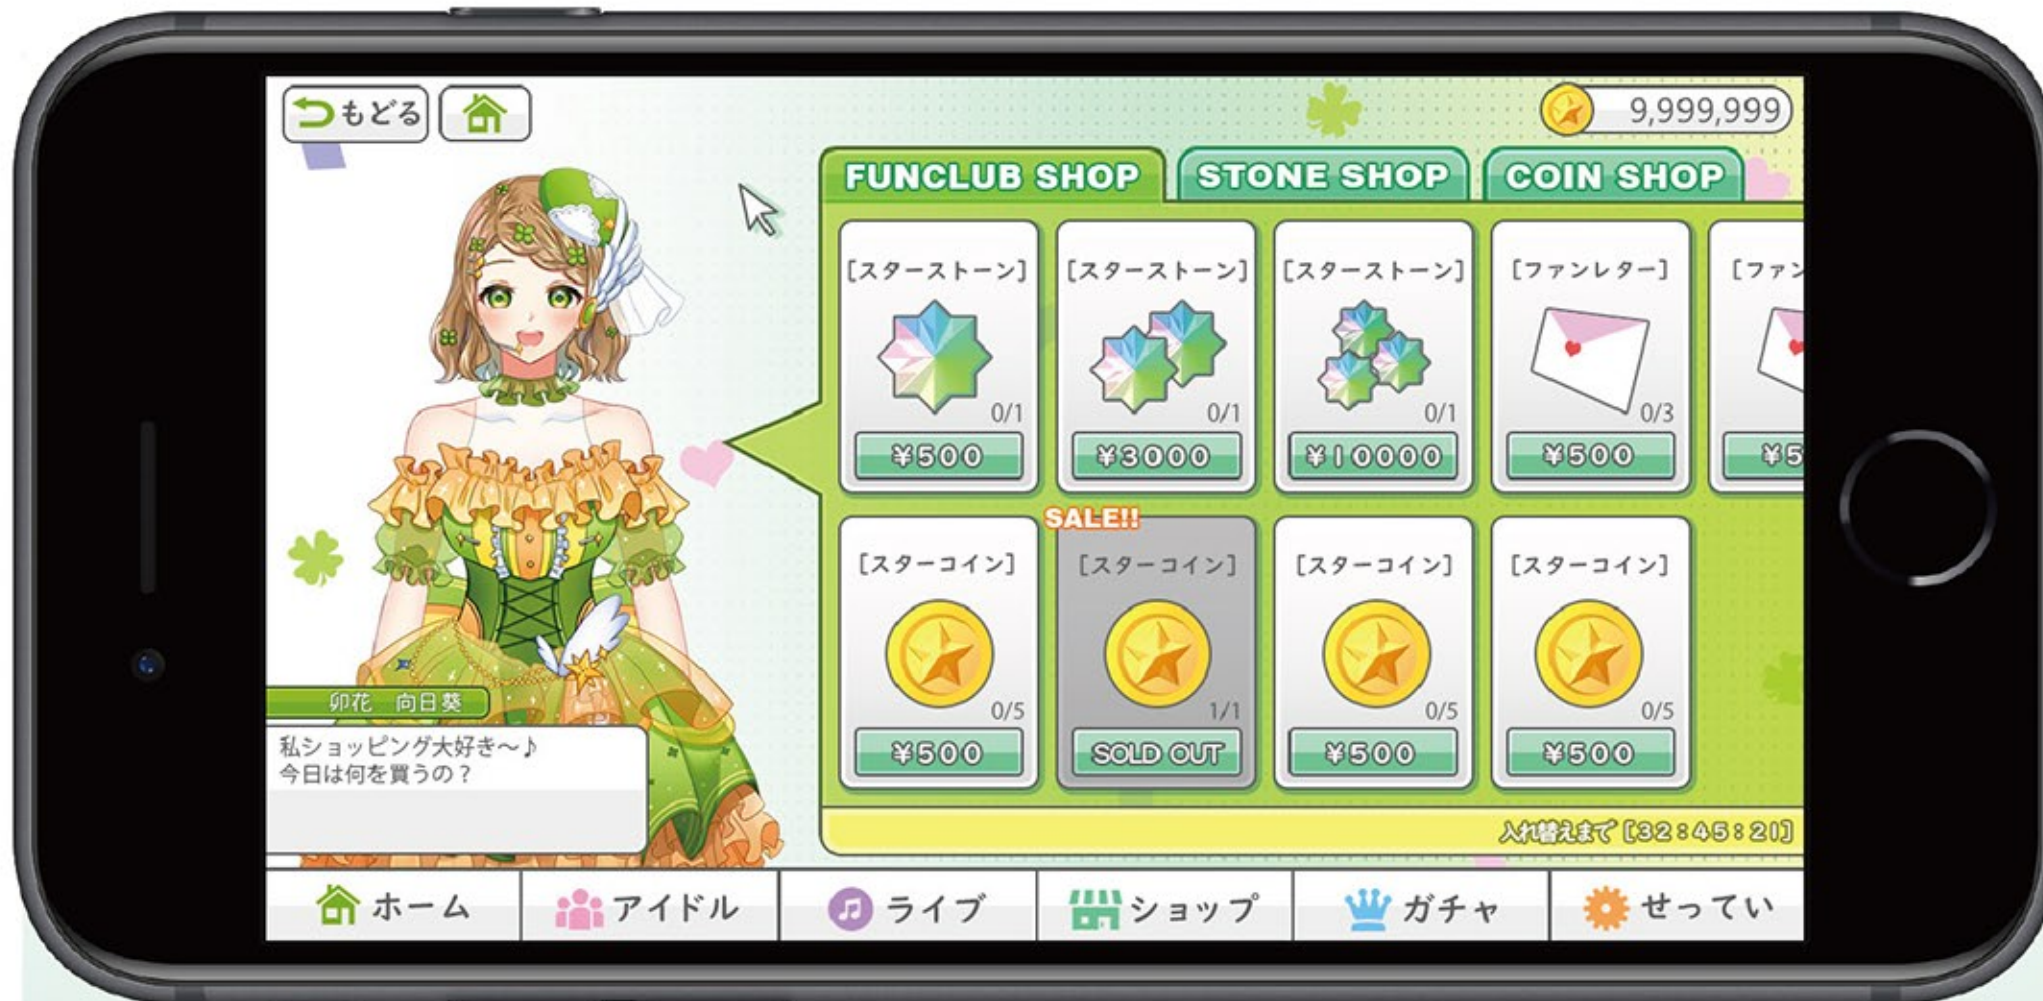 もどる
9,999,999
FUNCLUB SHOP STONE SHOP COIN SHOP
[スターストーン] [スターストーン] [スターストーン] [ファンレター] [ファン
0/1 0/1 0/1 0/3
¥500 ¥3000 ¥10000 ¥500 ¥5
SALE!!
[スターコイン] [スターコイン] [スターコイン] [スターコイン]
0/5 1/1 0/5 0/5
¥500 SOLD OUT ¥500 ¥500
卯花 向日葵
私ショッピング大好き～♪
今日は何を買うの？
入れ替えまで [32:45:21]
ホーム アイドル ライブ ショップ ガチャ せってい